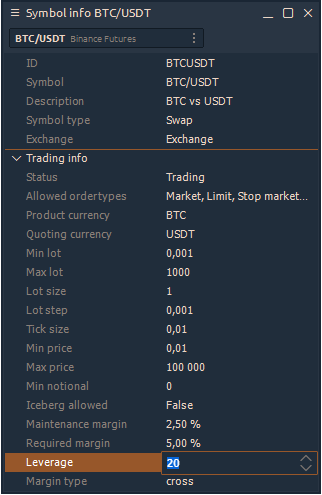 Symbol info BTC/USDT
BTC/USDT Binance Futures
ID BTCUSDT
Symbol BTC/USDT
Description BTC vs USDT
Symbol type Swap
Exchange Exchange
Trading info
Status Trading
Allowed ordertypes Market, Limit, Stop market...
Product currency BTC
Quoting currency USDT
Min lot 0,001
Max lot 1000
Lot size 1
Lot step 0,001
Tick size 0,01
Min price 0,01
Max price 100 000
Min notional 0
Iceberg allowed False
Maintenance margin 2,50 %
Required margin 5,00 %
Leverage 20
Margin type cross